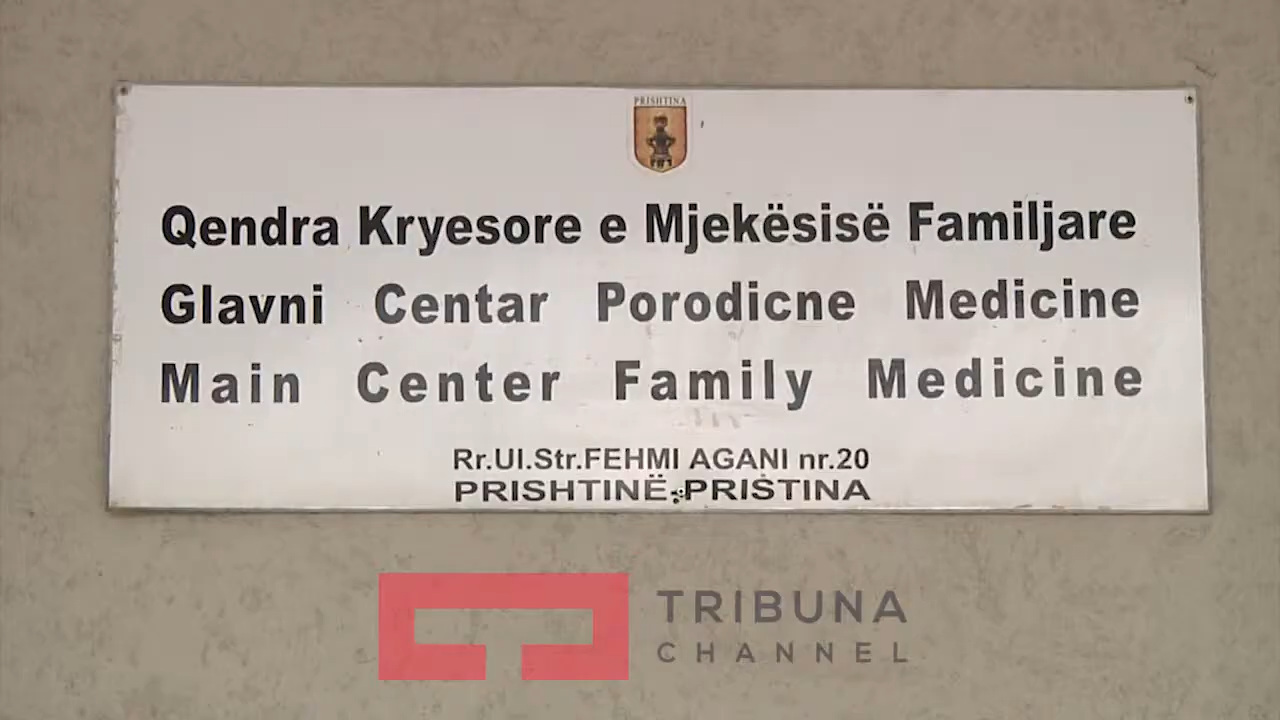 PRISHTINA
Qendra Kryesore e Mjekësisë Familjare
Glavni Centar Porodicne Medicine
Main Center Family Medicine
Rr.Ul.Str.FEHMI AGANI nr.20
PRISHTINË-PRIŠTINA
TRIBUNA
CHANNEL